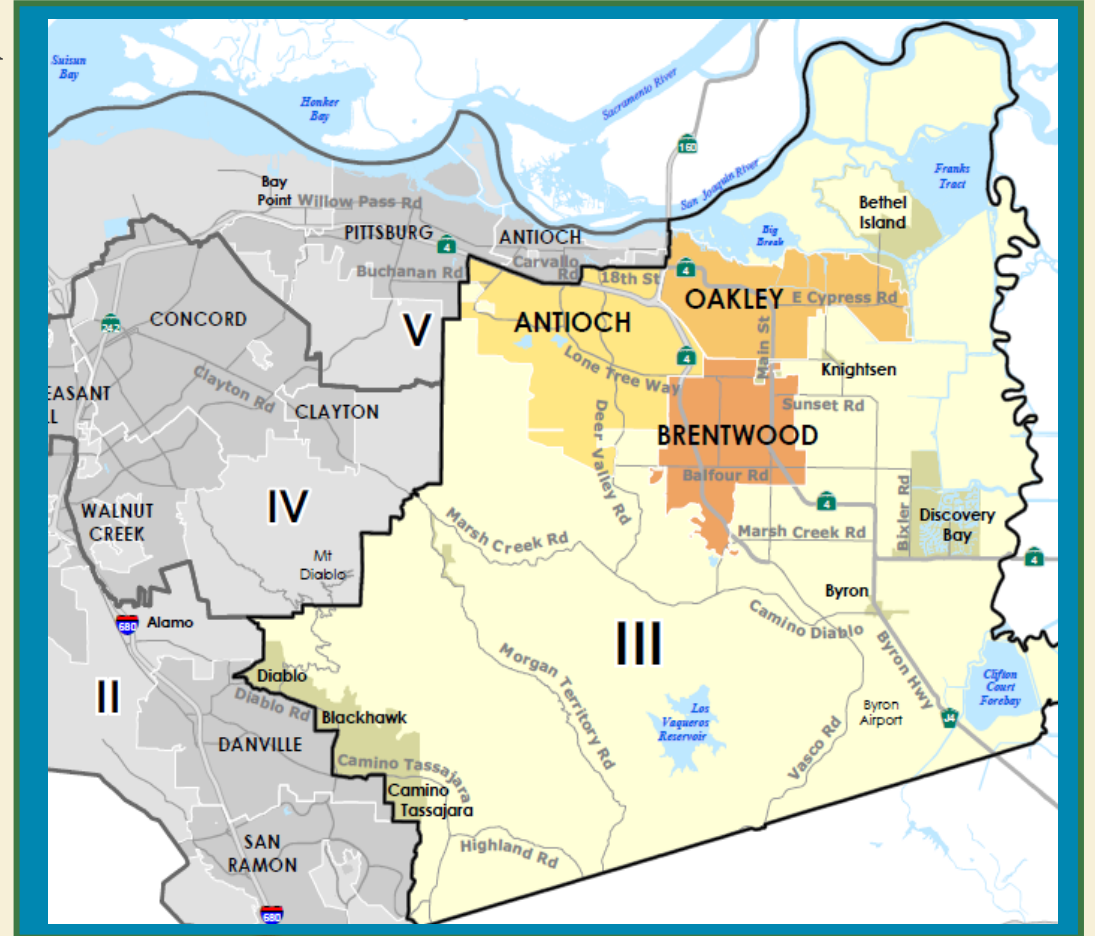 Suisun
Bay
Honker
Bay
Sacramento River
160
San Joaquin River
Franks
Tract
Bay
Point
Willow Pass Rd
Bethel
Island
PITTSBURG
4
ANTIOCH
Big
Break
Buchanan Rd
Carvallo
Rd
18th St
4
OAKLEY
E Cypress Rd
CONCORD
242
V
ANTIOCH
Main St
Lone Tree Way
4
Knightsen
EASANT
LL
Clayton Rd
CLAYTON
Sunset Rd
Deer Valley Rd
BRENTWOOD
Balfour Rd
WALNUT
CREEK
IV
Bixler Rd
4
Discovery
Bay
Marsh Creek Rd
Marsh Creek Rd
4
Mt
Diablo
Byron
680
Alamo
Camino Diablo
III
Byron Hwy
Morgan Territory Rd
Diablo
Clifton
Court
Forebay
II
Diablo Rd
Blackhawk
Los
Vaqueros
Reservoir
Byron
Airport
J4
DANVILLE
Vasco Rd
Camino Tassajara
Camino
Tassajara
SAN
RAMON
Highland Rd
680